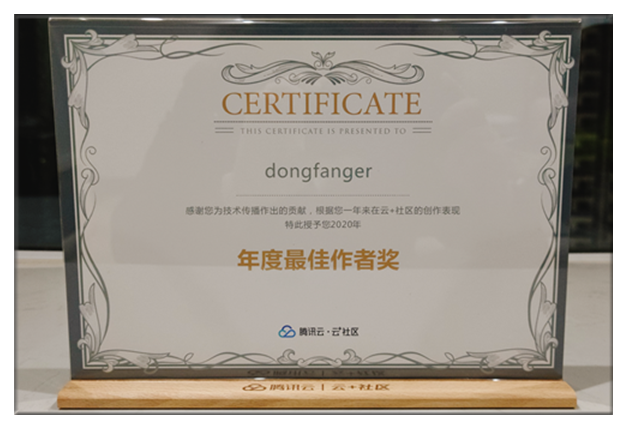 CERTIFICATE
THIS CERTIFICATE IS PRESENTED TO
dongfanger
感谢您为技术传播作出的贡献，根据您一年来在云+社区的创作表现
特此授予您2020年
年度最佳作者奖
腾讯云·云+社区
腾讯云 | 云+社区